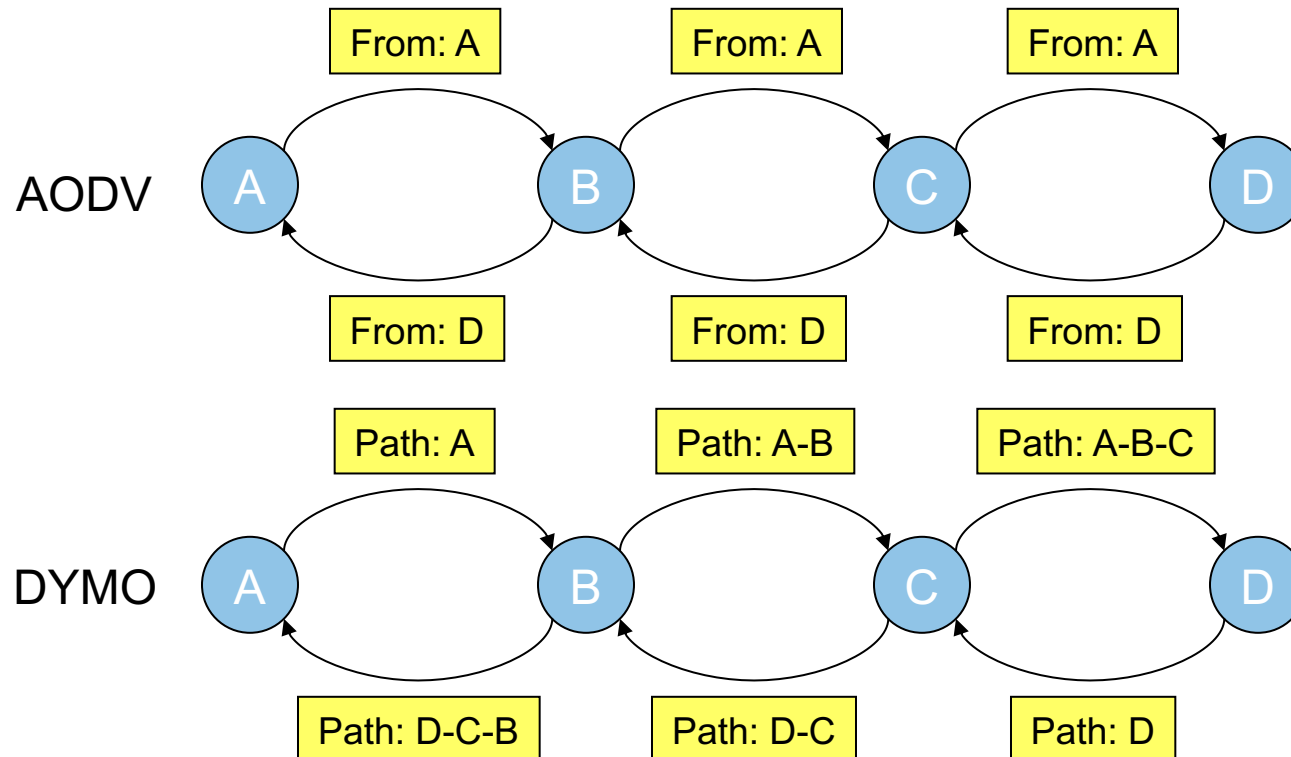 From: A
From: A
From: A
AODV
A
B
C
D
From: D
From: D
From: D
Path: A
Path: A-B
Path: A-B-C
DYMO
A
B
C
D
Path: D-C-B
Path: D-C
Path: D